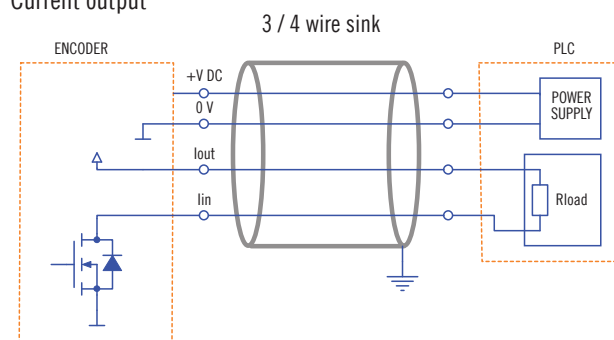 Current output
3 / 4 wire sink
ENCODER
PLC
+V DC
0 V
POWER
SUPPLY
Iout
Iin
Rload